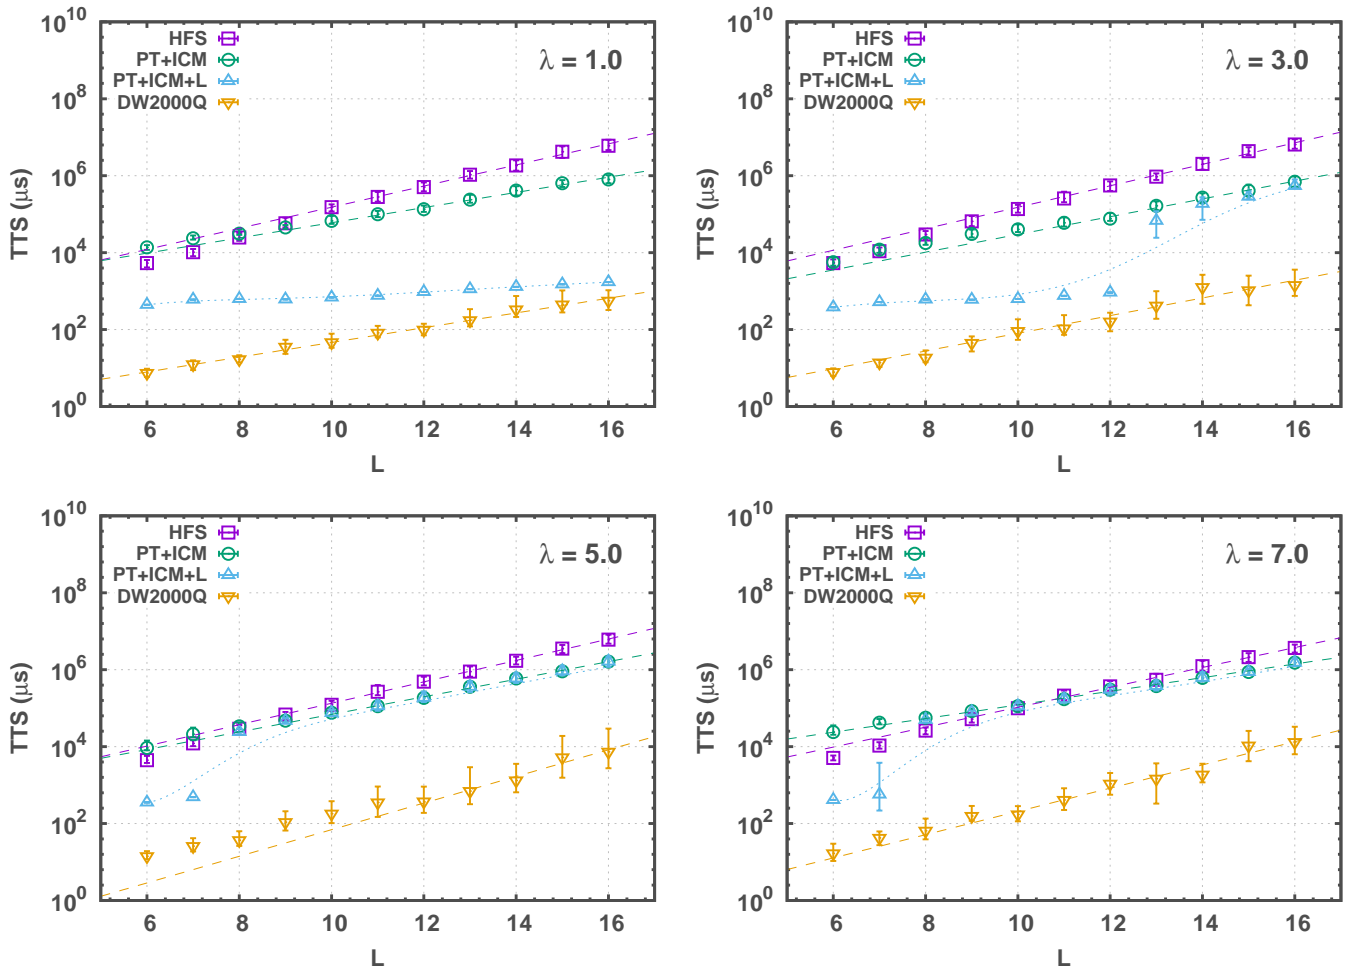 10^10
10^8
10^6
10^4
10^2
10^0
TTS (μs)
HFS
PT+ICM
PT+ICM+L
DW2000Q
λ = 1.0
6 8 10 12 14 16
L
10^10
10^8
10^6
10^4
10^2
10^0
TTS (μs)
HFS
PT+ICM
PT+ICM+L
DW2000Q
λ = 3.0
6 8 10 12 14 16
L
10^10
10^8
10^6
10^4
10^2
10^0
TTS (μs)
HFS
PT+ICM
PT+ICM+L
DW2000Q
λ = 5.0
6 8 10 12 14 16
L
10^10
10^8
10^6
10^4
10^2
10^0
TTS (μs)
HFS
PT+ICM
PT+ICM+L
DW2000Q
λ = 7.0
6 8 10 12 14 16
L